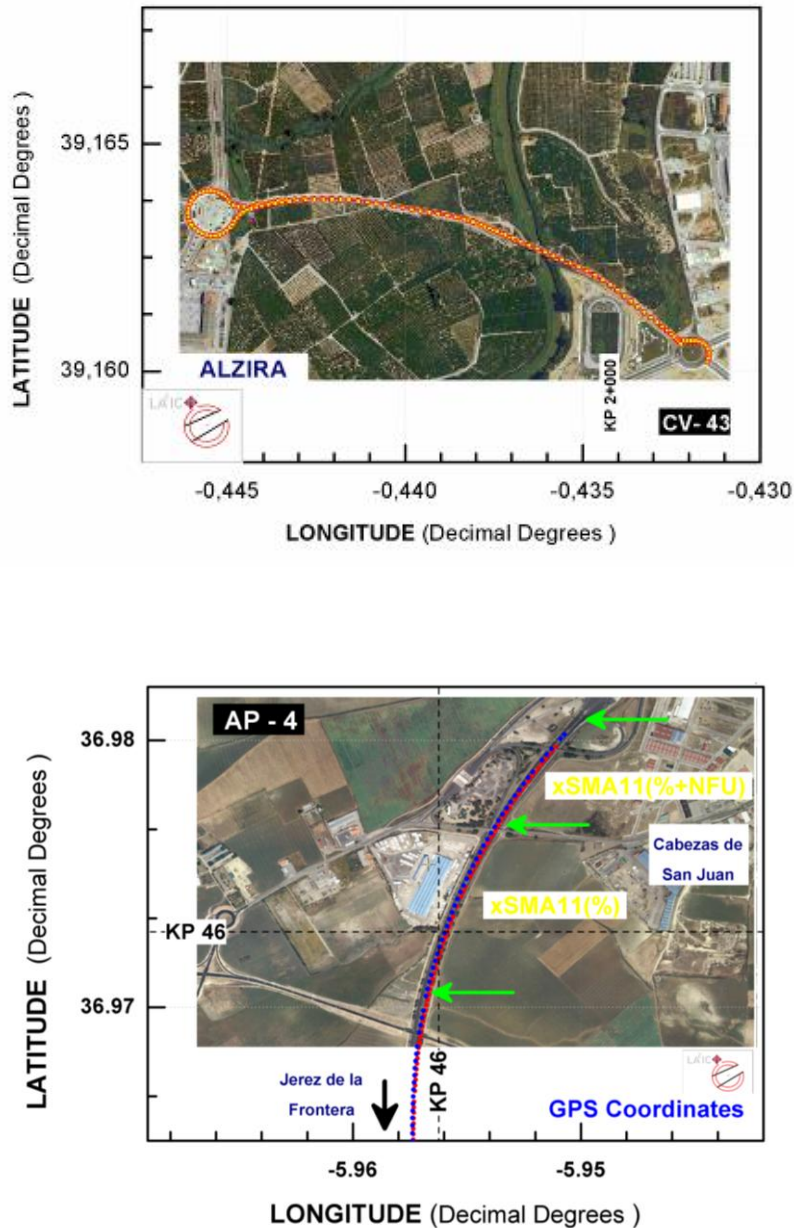 39,165
39,160
LATITUDE (Decimal Degrees )
ALZIRA
LAIC
KP 2+000
CV- 43
-0,445
-0,440
-0,435
-0,430
LONGITUDE (Decimal Degrees )
AP - 4
36.98
36.97
LATITUDE (Decimal Degrees )
xSMA11(%+NFU)
Cabezas de
San Juan
xSMA11(%)
KP 46
KP 46
Jerez de la
Frontera
LAIC
GPS Coordinates
-5.96
-5.95
LONGITUDE (Decimal Degrees )